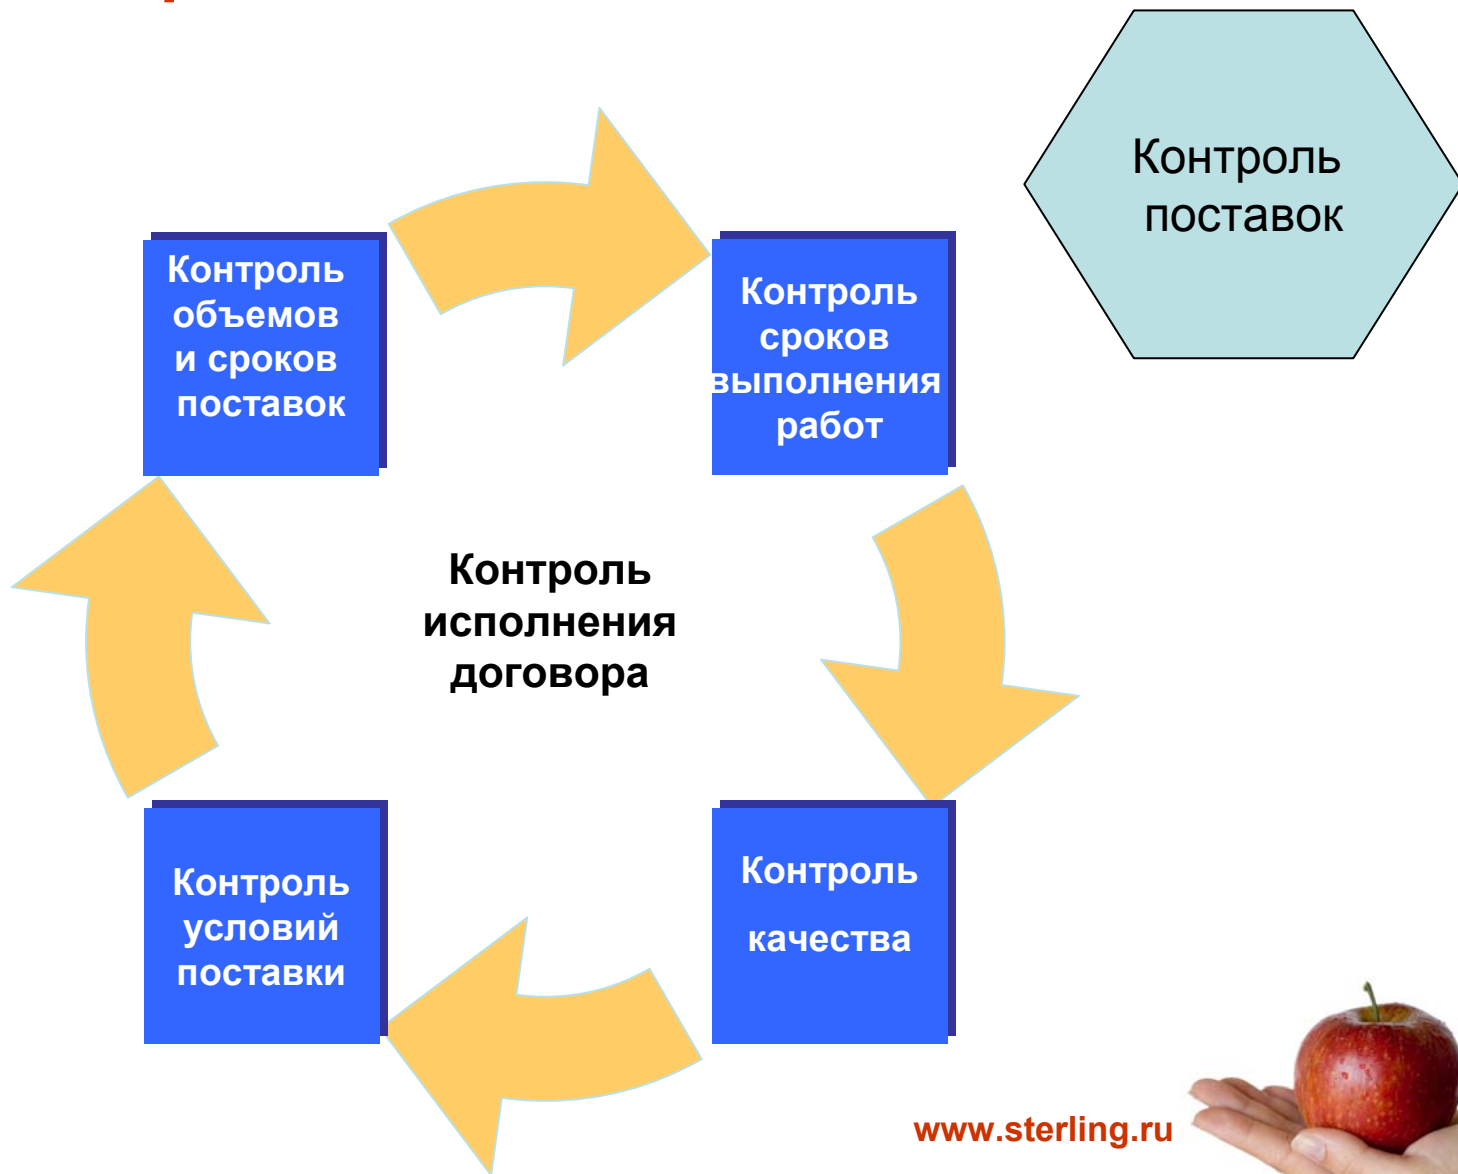 Контроль
поставок
Контроль
объемов
и сроков
поставок
Контроль
сроков
выполнения
работ
Контроль
исполнения
договора
Контроль
условий
поставки
Контроль
качества
www.sterling.ru